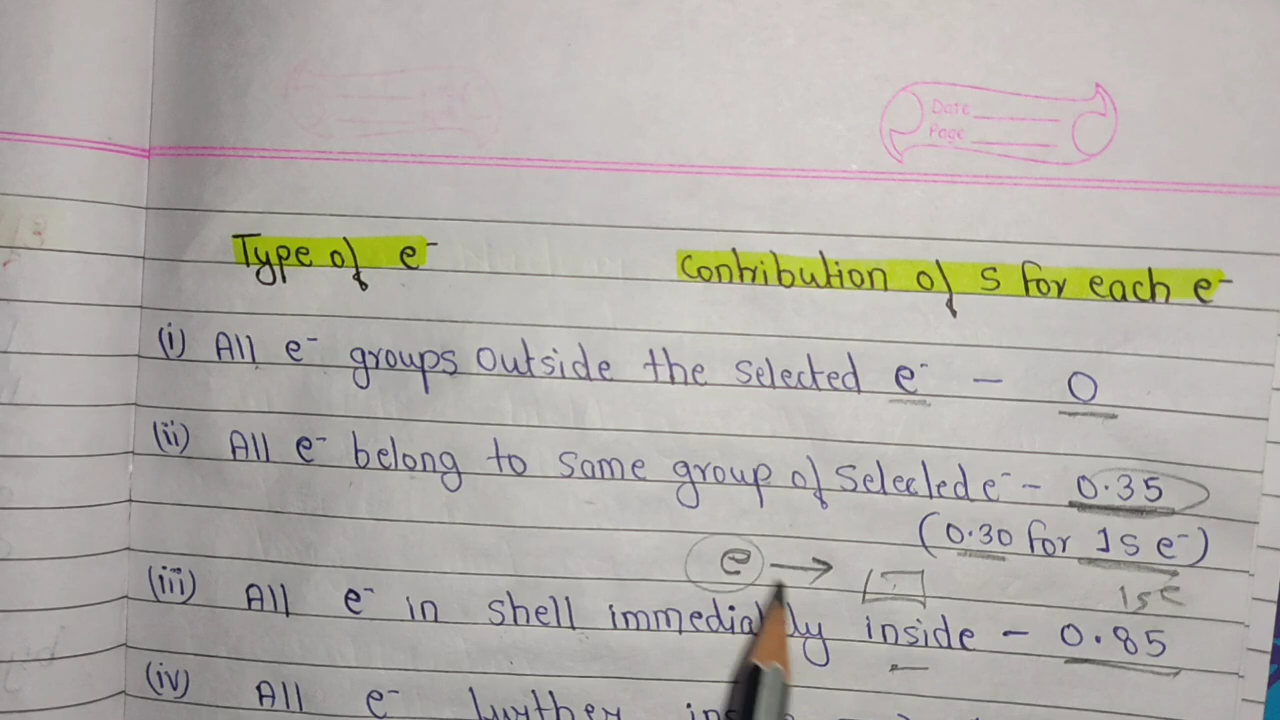 Date
Page
Type of e⁻ Contribution of S for each e⁻
(i) All e⁻ groups outside the selected e⁻ - 0
(ii) All e⁻ belong to same group of Selected e⁻ - 0.35
(0.30 for 1s e⁻)
e → 1s e
(iii) All e⁻ in shell immediatly inside - 0.85
(iv) All e⁻ further